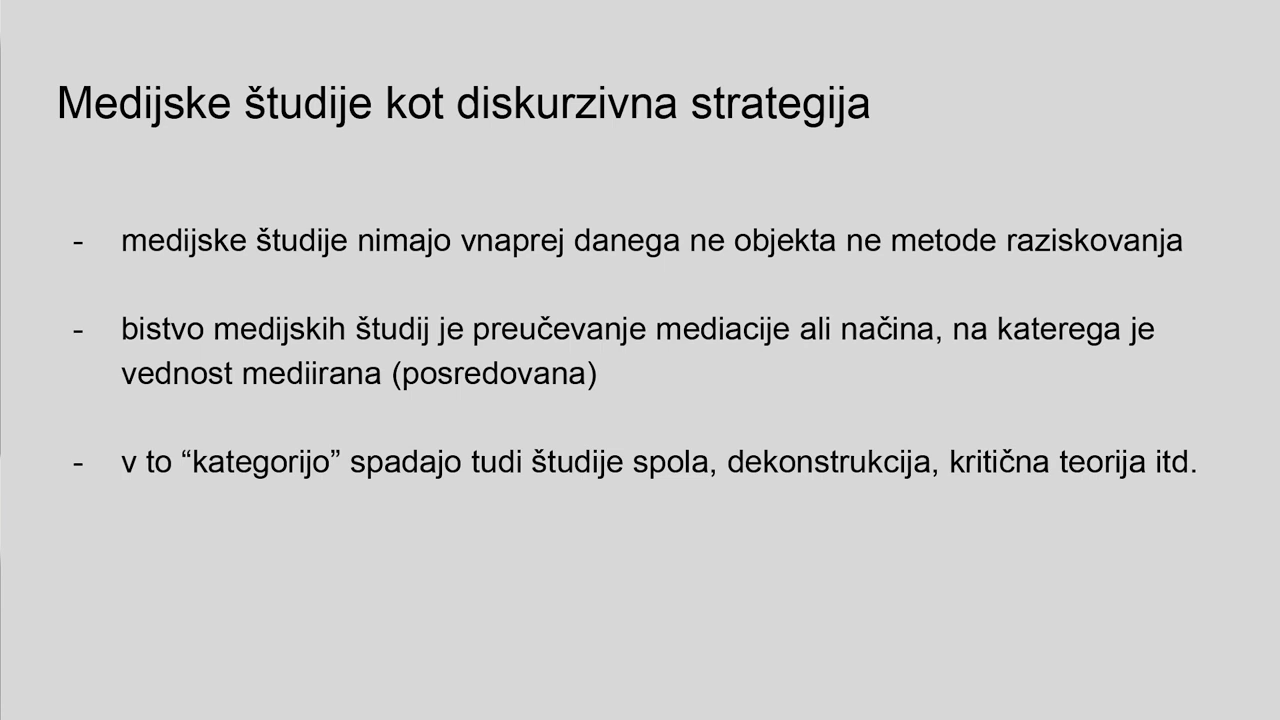 Medijske študije kot diskurzivna strategija
- medijske študije nimajo vnaprej danega ne objekta ne metode raziskovanja
- bistvo medijskih študij je preučevanje mediacije ali načina, na katerega je
vednost mediirana (posredovana)
- v to “kategorijo” spadajo tudi študije spola, dekonstrukcija, kritična teorija itd.